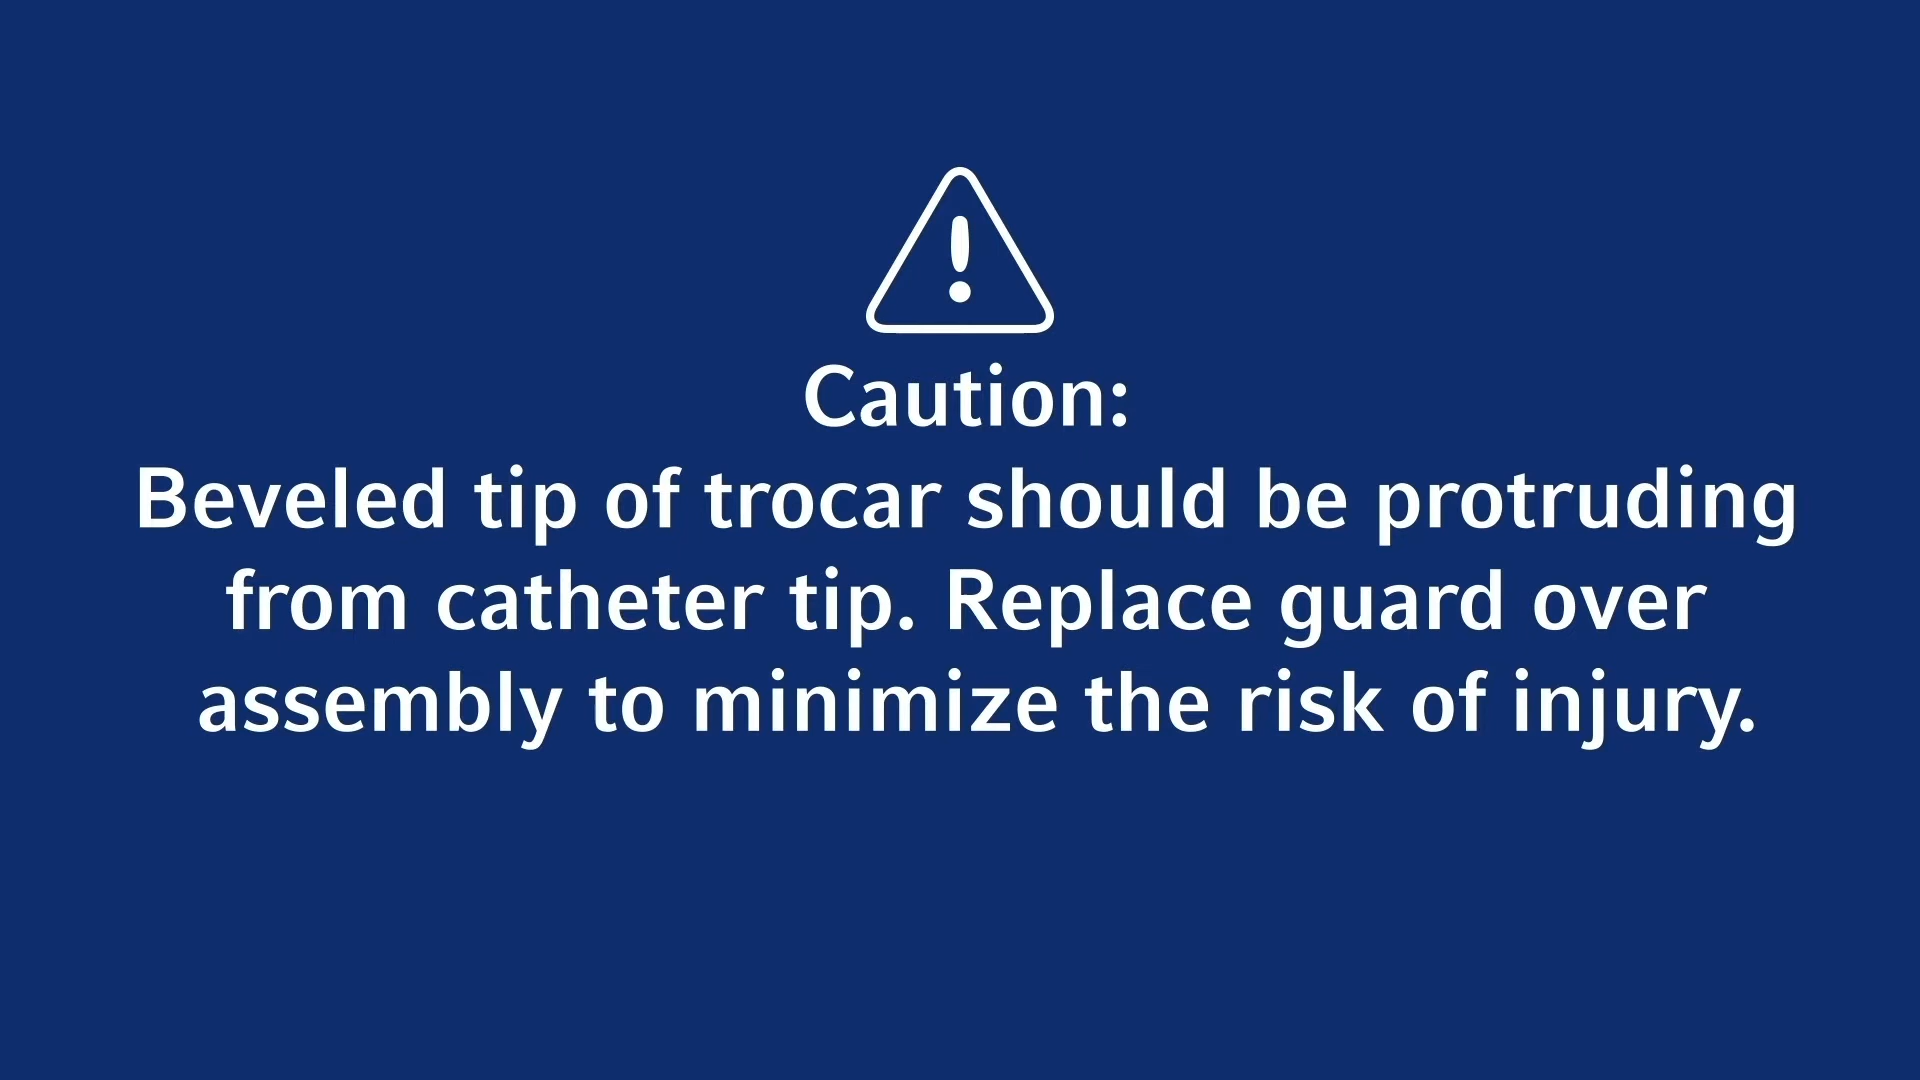 Caution:
Beveled tip of trocar should be protruding
from catheter tip. Replace guard over
assembly to minimize the risk of injury.